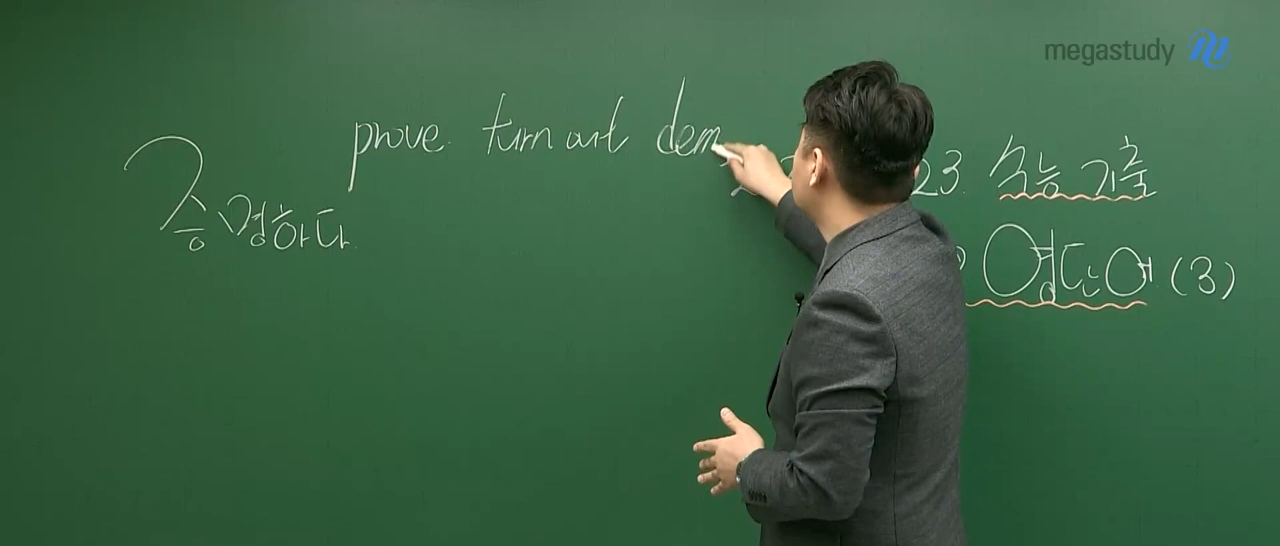 megastudy
prove. turn out dem
증명하다.
23. 수능 기출
영단어 (3)